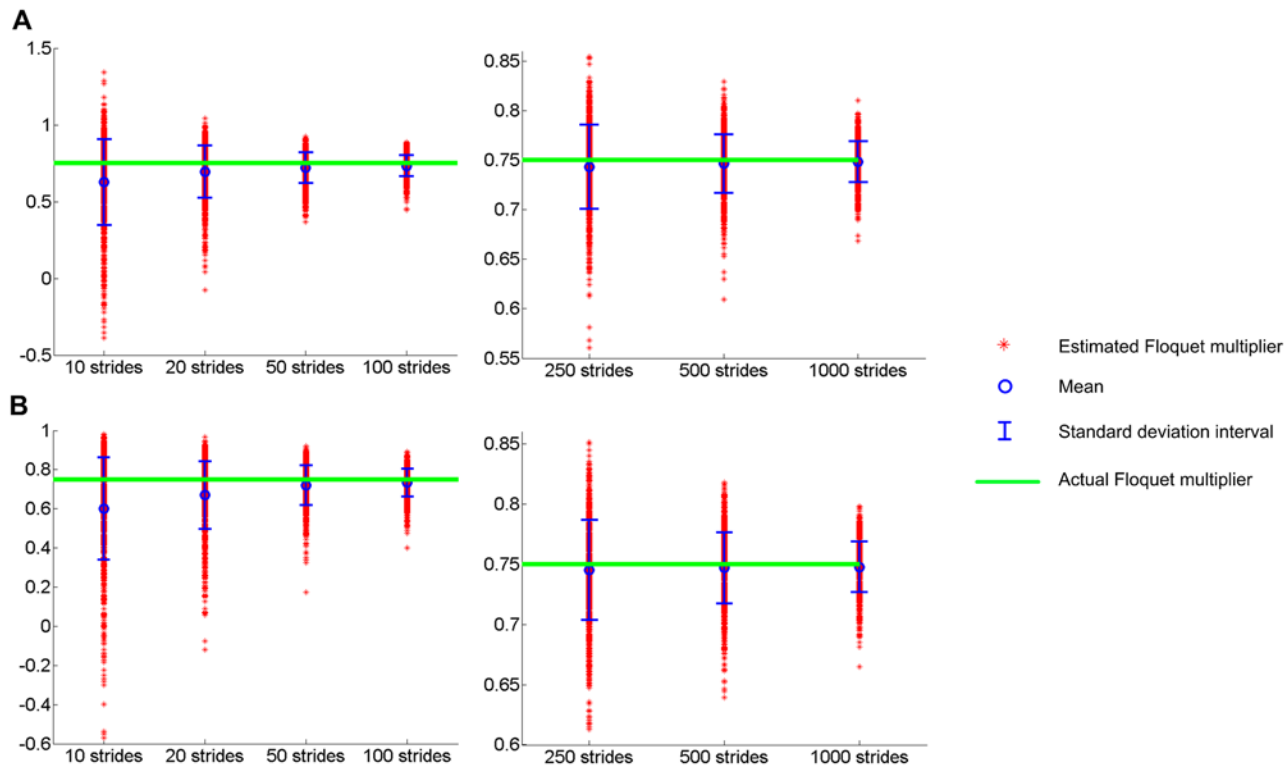 A
1.5
1
0.5
0
-0.5
10 strides 20 strides 50 strides 100 strides
0.85
0.8
0.75
0.7
0.65
0.6
0.55
250 strides 500 strides 1000 strides
Estimated Floquet multiplier
Mean
Standard deviation interval
Actual Floquet multiplier
B
1
0.8
0.6
0.4
0.2
0
-0.2
-0.4
-0.6
10 strides 20 strides 50 strides 100 strides
0.85
0.8
0.75
0.7
0.65
0.6
250 strides 500 strides 1000 strides